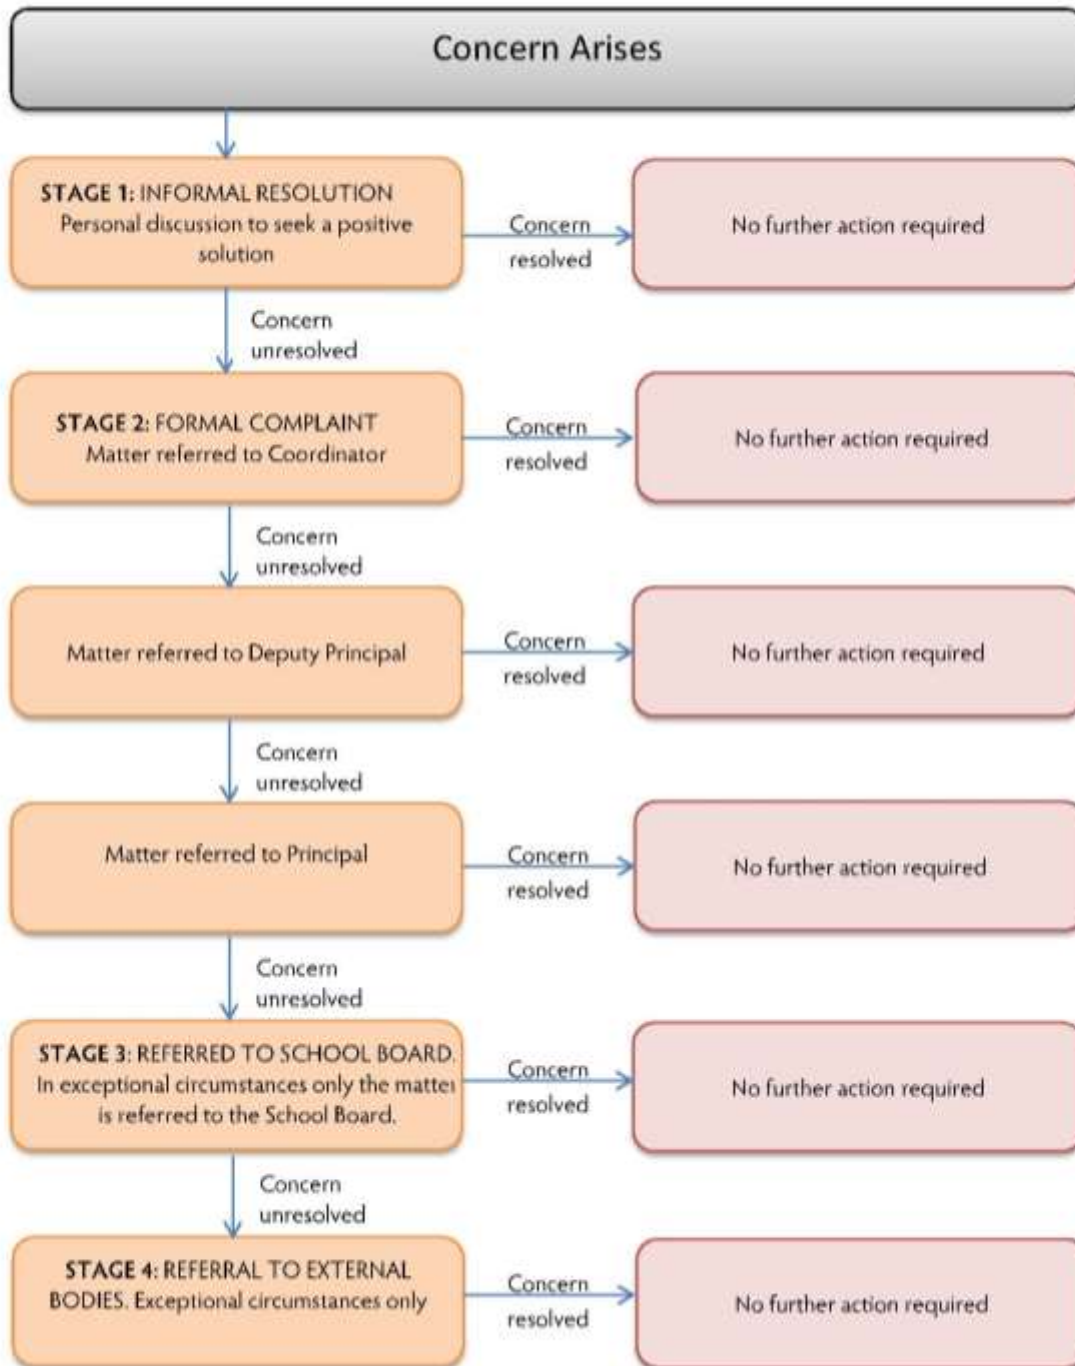 Concern Arises
STAGE 1: INFORMAL RESOLUTION
Personal discussion to seek a positive
solution
Concern
resolved
No further action required
Concern
unresolved
STAGE 2: FORMAL COMPLAINT
Matter referred to Coordinator
Concern
resolved
No further action required
Concern
unresolved
Matter referred to Deputy Principal
Concern
resolved
No further action required
Concern
unresolved
Matter referred to Principal
Concern
resolved
No further action required
Concern
unresolved
STAGE 3: REFERRED TO SCHOOL BOARD.
In exceptional circumstances only the matter
is referred to the School Board.
Concern
resolved
No further action required
Concern
unresolved
STAGE 4: REFERRAL TO EXTERNAL
BODIES. Exceptional circumstances only
Concern
resolved
No further action required